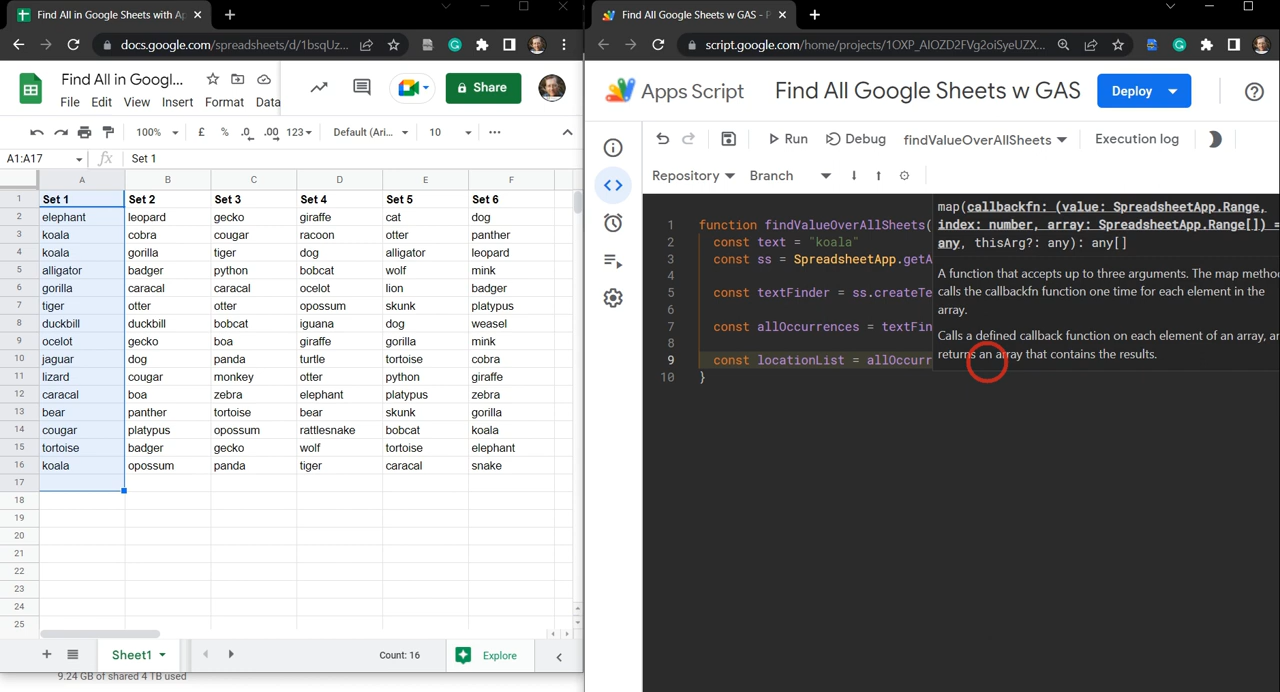 Find All in Google Sheets with Ap
docs.google.com/spreadsheets/d/1bsqUz...
Find All in Googl...
File Edit View Insert Format Data
Share
100% £ % .0 .00 123 Default (Ari... 10
A1:A17 fx Set 1
A B C D E F
1 Set 1 Set 2 Set 3 Set 4 Set 5 Set 6
2 elephant leopard gecko giraffe cat dog
3 koala cobra cougar racoon otter panther
4 koala gorilla tiger dog alligator leopard
5 alligator badger python bobcat wolf mink
6 gorilla caracal caracal ocelot lion badger
7 tiger otter otter opossum skunk platypus
8 duckbill duckbill bobcat iguana dog weasel
9 ocelot gecko boa giraffe gorilla mink
10 jaguar dog panda turtle tortoise cobra
11 lizard cougar monkey otter python giraffe
12 caracal boa zebra elephant platypus zebra
13 bear panther tortoise bear skunk gorilla
14 cougar platypus opossum rattlesnake bobcat koala
15 tortoise badger gecko wolf tortoise elephant
16 koala opossum panda tiger caracal snake
17
18
19
20
21
22
23
24
25
Sheet1 Count: 16 Explore
9.24 GB of shared 4 TB used
Find All Google Sheets w GAS - P
script.google.com/home/projects/1OXP_AIOZD2FVg2oiSyeUZX...
Apps Script Find All Google Sheets w GAS Deploy
Run Debug findValueOverAllSheets Execution log
Repository Branch
1 function findValueOverAllSheets(
2 const text = "koala"
3 const ss = SpreadsheetApp.getA
4
5 const textFinder = ss.createTe
6
7 const allOccurrences = textFin
8
9 const locationList = allOccurr
10 }
map(callbackfn: (value: SpreadsheetApp.Range,
index: number, array: SpreadsheetApp.Range[]) =
any, thisArg?: any): any[]
A function that accepts up to three arguments. The map metho
calls the callbackfn function one time for each element in the
array.
Calls a defined callback function on each element of an array, an
returns an array that contains the results.